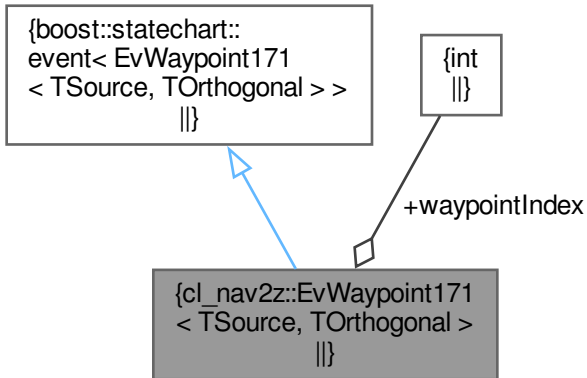 {boost::statechart::
event< EvWaypoint171
< TSource, TOrthogonal > >
||}
{int
||}
+waypointIndex
{cl_nav2z::EvWaypoint171
< TSource, TOrthogonal >
||}